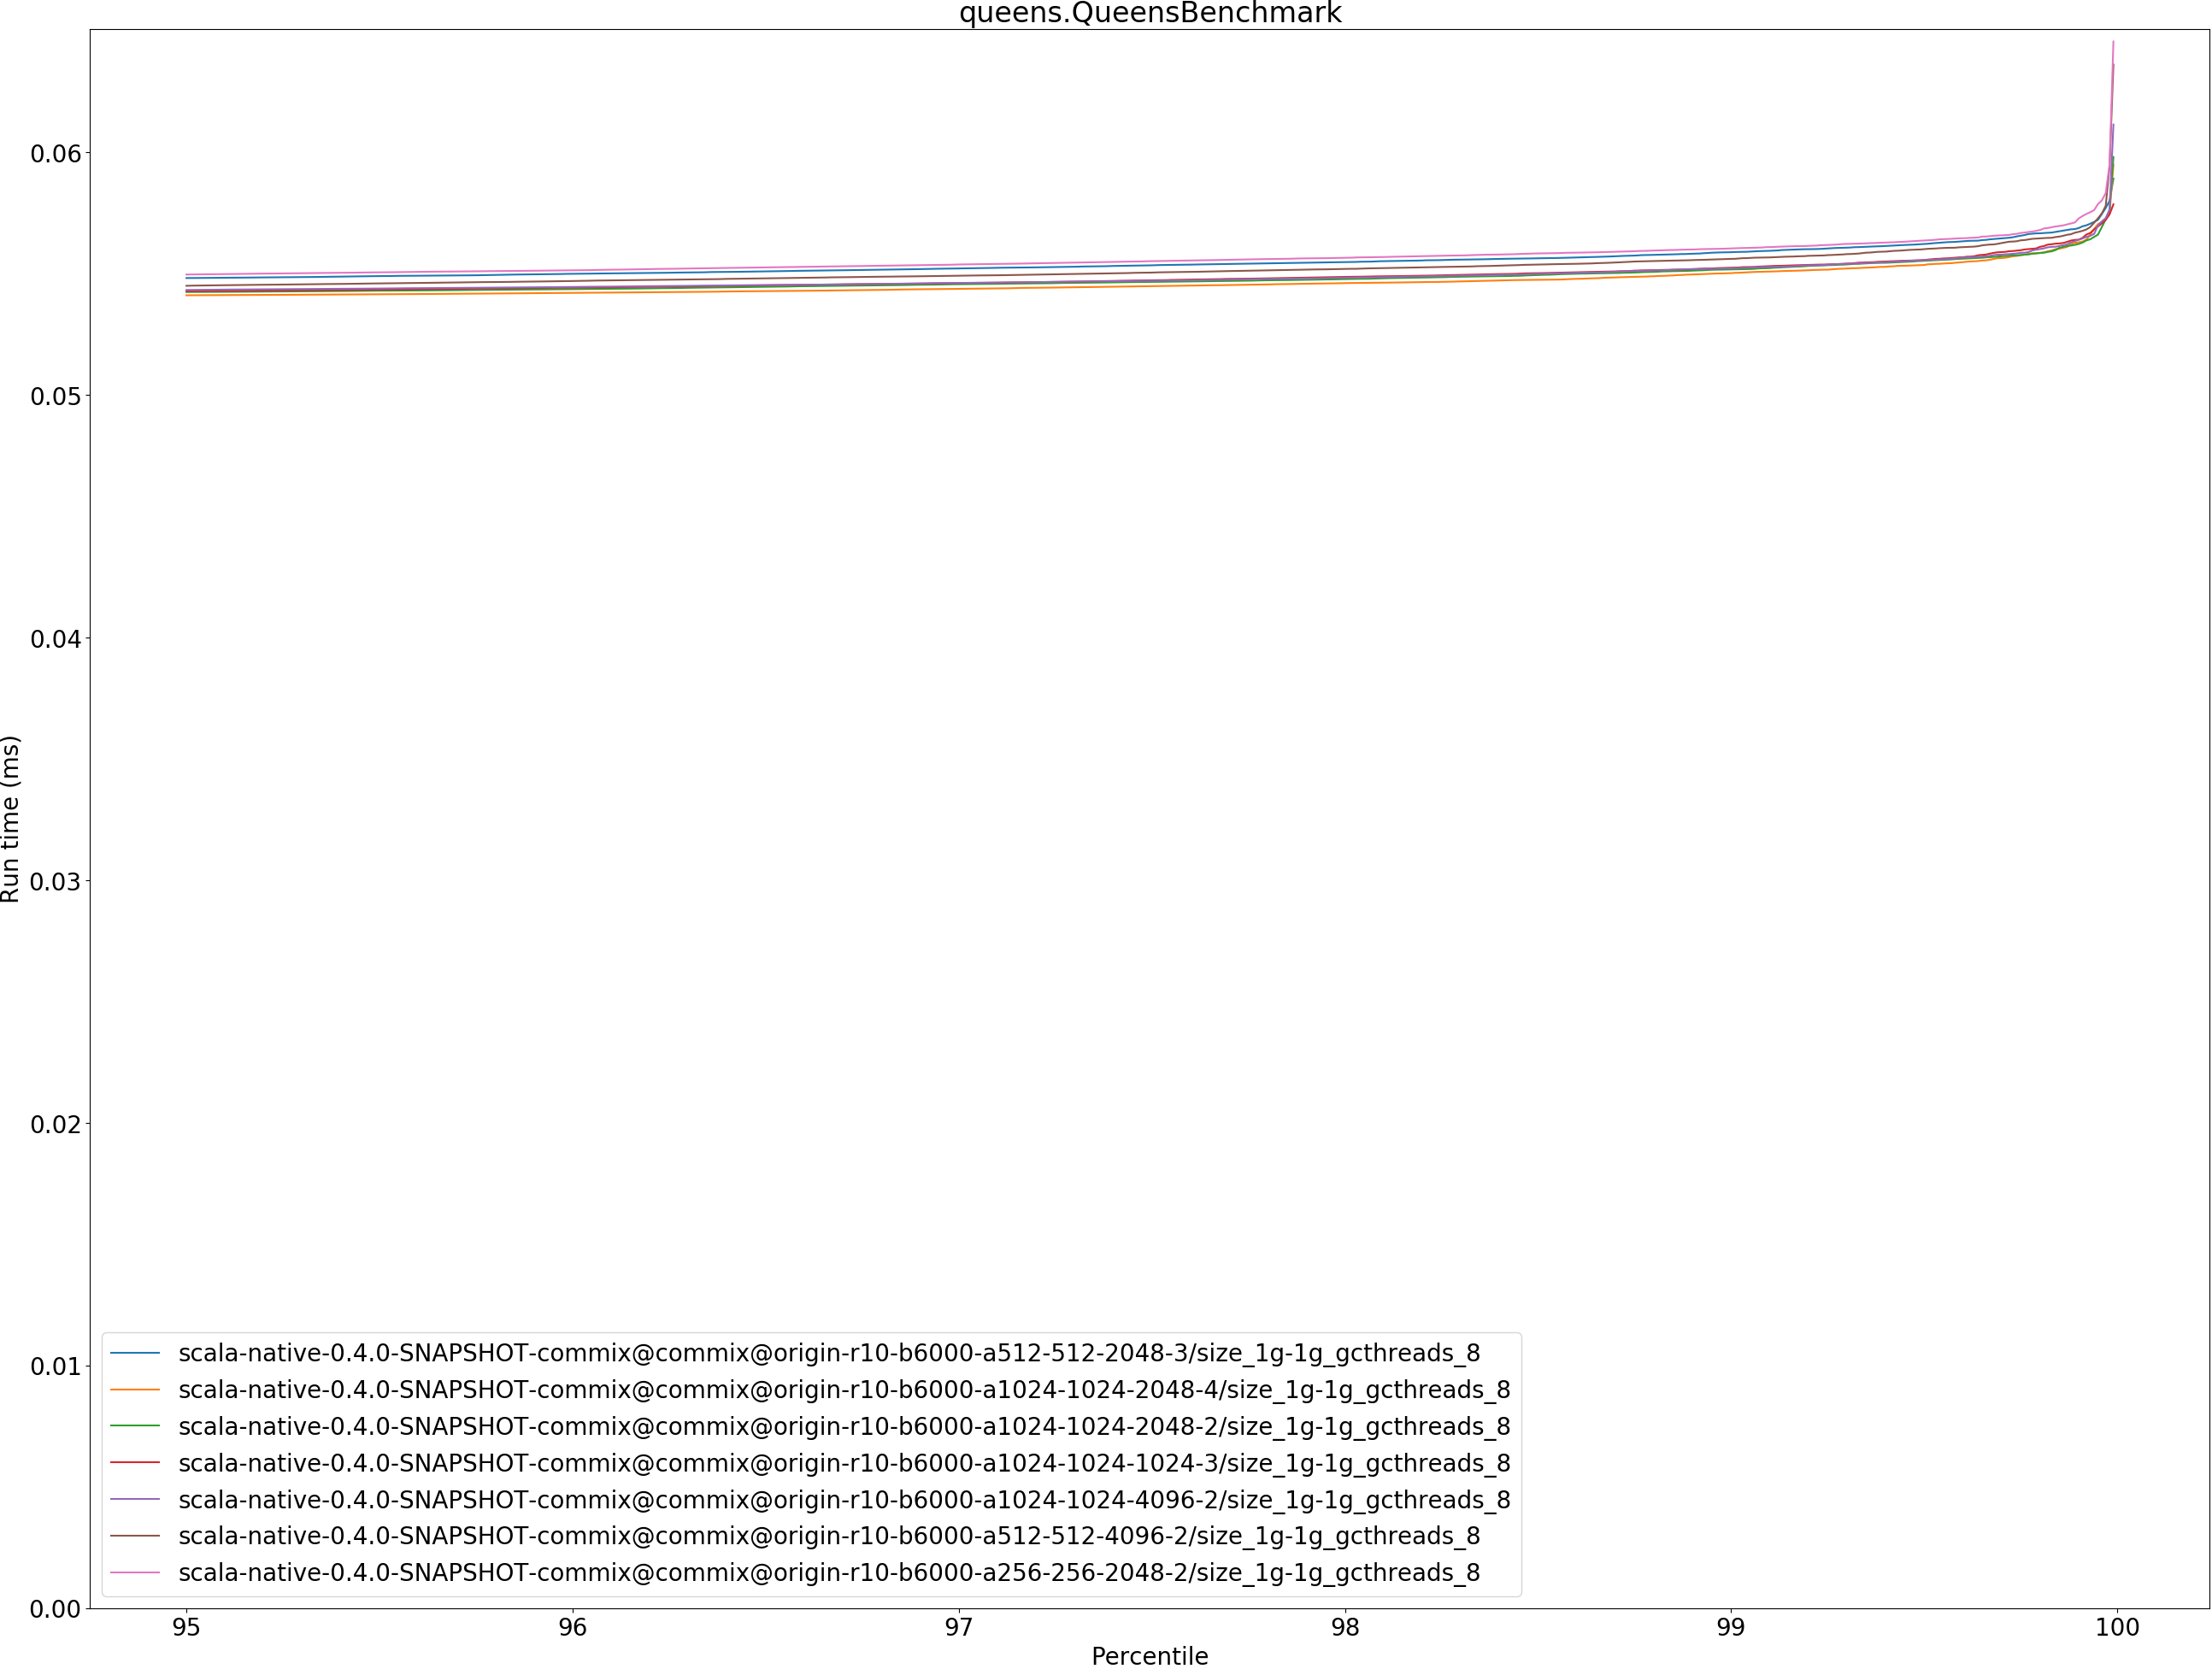 queens.QueensBenchmark
Run time (ms)
0.06
0.05
0.04
0.03
0.02
0.01
0.00
scala-native-0.4.0-SNAPSHOT-commix@commix@origin-r10-b6000-a512-512-2048-3/size_1g-1g_gcthreads_8
scala-native-0.4.0-SNAPSHOT-commix@commix@origin-r10-b6000-a1024-1024-2048-4/size_1g-1g_gcthreads_8
scala-native-0.4.0-SNAPSHOT-commix@commix@origin-r10-b6000-a1024-1024-2048-2/size_1g-1g_gcthreads_8
scala-native-0.4.0-SNAPSHOT-commix@commix@origin-r10-b6000-a1024-1024-1024-3/size_1g-1g_gcthreads_8
scala-native-0.4.0-SNAPSHOT-commix@commix@origin-r10-b6000-a1024-1024-4096-2/size_1g-1g_gcthreads_8
scala-native-0.4.0-SNAPSHOT-commix@commix@origin-r10-b6000-a512-512-4096-2/size_1g-1g_gcthreads_8
scala-native-0.4.0-SNAPSHOT-commix@commix@origin-r10-b6000-a256-256-2048-2/size_1g-1g_gcthreads_8
95 96 97 98 99 100
Percentile